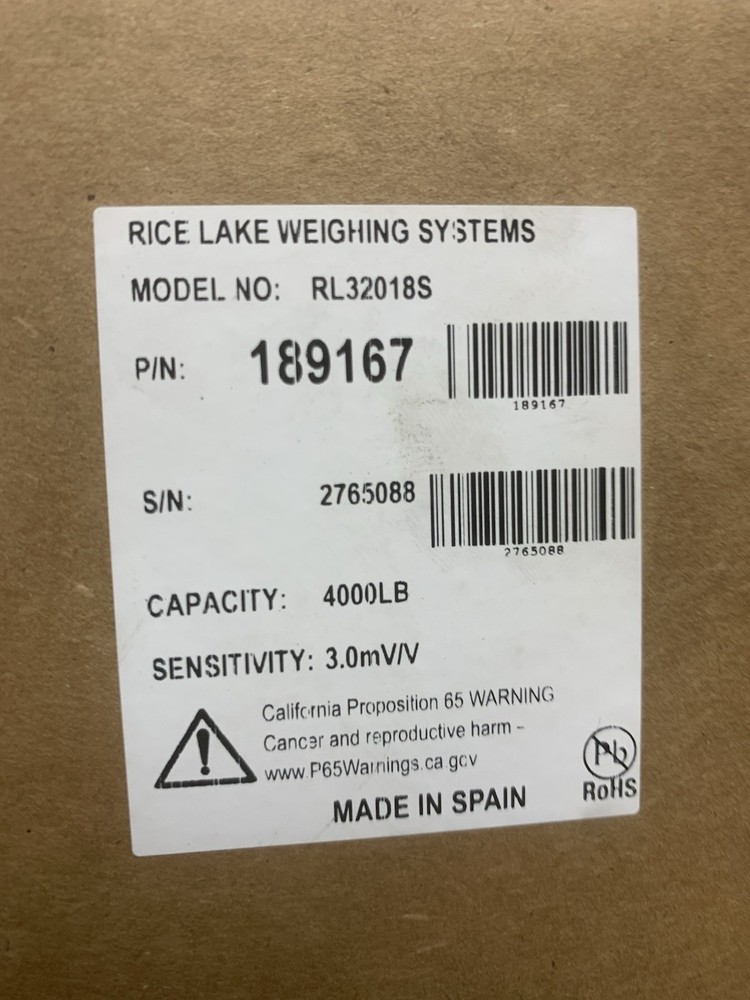 RICE LAKE WEIGHING SYSTEMS
MODEL NO: RL32018S
P/N: 189167
189167
S/N: 2765088
2765088
CAPACITY: 4000LB
SENSITIVITY: 3.0mV/V
California Proposition 65 WARNING
Cancer and reproductive harm -
www.P65Warnings.ca.gov
Pb
RoHS
MADE IN SPAIN